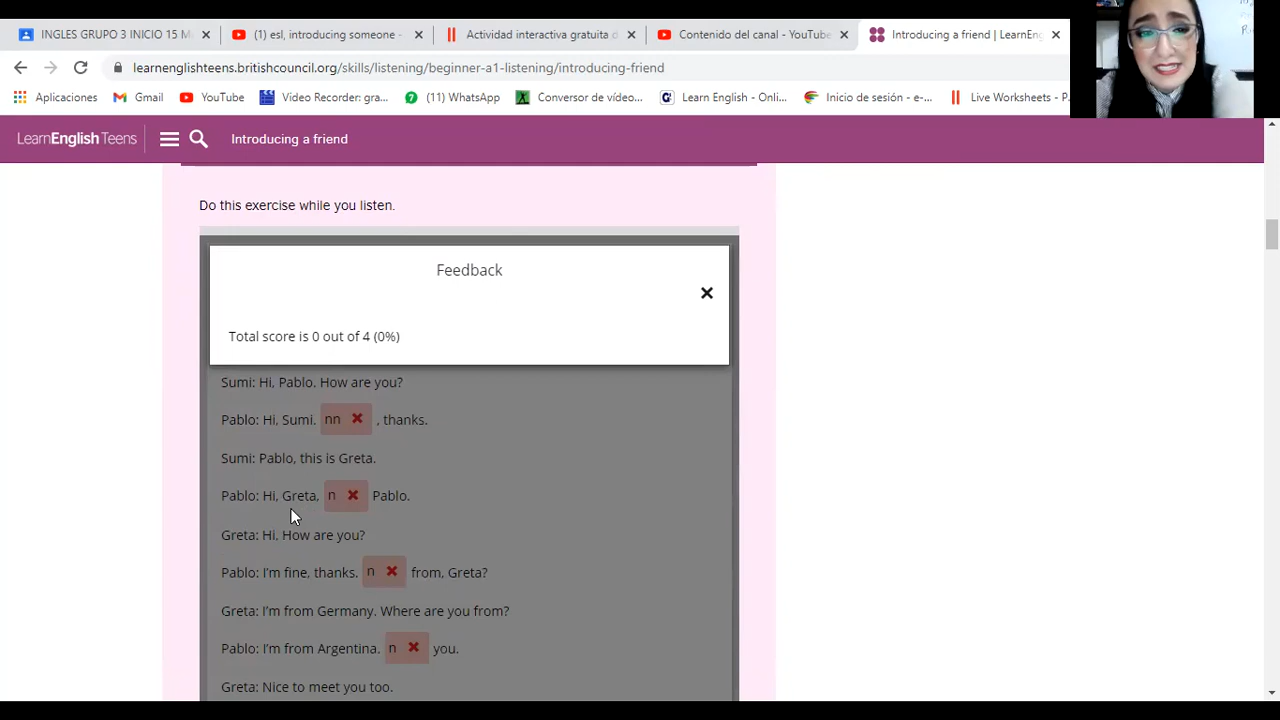 INGLES GRUPO 3 INICIO 15 M
(1) esl, introducing someone -
Actividad interactiva gratuita d
Contenido del canal - YouTube
Introducing a friend | LearnEng
learnenglishteens.britishcouncil.org/skills/listening/beginner-a1-listening/introducing-friend
Aplicaciones
Gmail
YouTube
Video Recorder: gra...
(11) WhatsApp
Conversor de vídeo...
Learn English - Onli...
Inicio de sesión - e-...
Live Worksheets - P
LearnEnglish Teens
Introducing a friend
Do this exercise while you listen.
Feedback
Total score is 0 out of 4 (0%)
Sumi: Hi, Pablo. How are you?
Pablo: Hi, Sumi. nn , thanks.
Sumi: Pablo, this is Greta.
Pablo: Hi, Greta, n Pablo.
Greta: Hi, How are you?
Pablo: I'm fine, thanks. n from, Greta?
Greta: I'm from Germany. Where are you from?
Pablo: I'm from Argentina. n you.
Greta: Nice to meet you too.